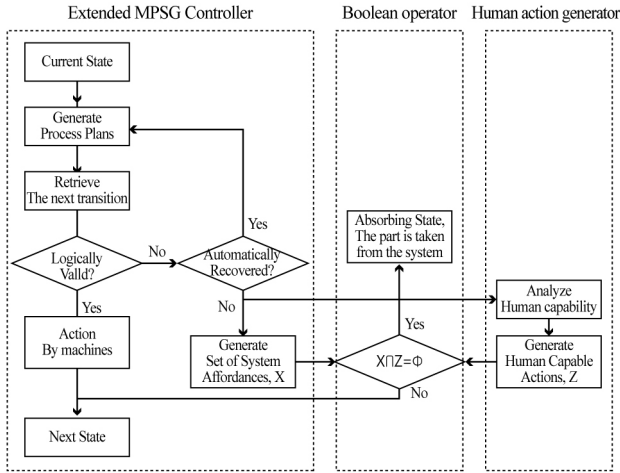 Extended MPSG Controller
Boolean operator
Human action generator
Current State
Generate
Process Plans
Retrieve
The next transition
Logically
Valld?
No
Automatically
Recovered?
Yes
No
Yes
Action
By machines
Generate
Set of System
Affordances, X
Next State
Absorbing State,
The part is taken
from the system
Yes
X∩Z=Φ
No
Analyze
Human capability
Generate
Human Capable
Actions, Z